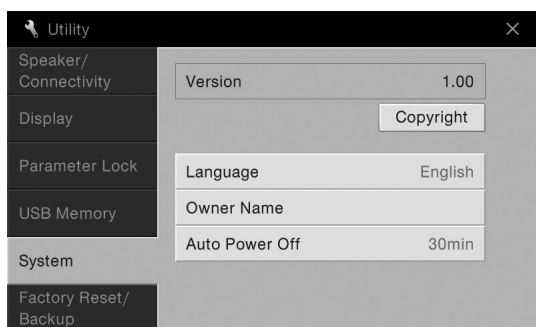 Utility
Speaker/
Connectivity
Display
Parameter Lock
USB Memory
System
Factory Reset/
Backup
Version 1.00
Copyright
Language English
Owner Name
Auto Power Off 30min